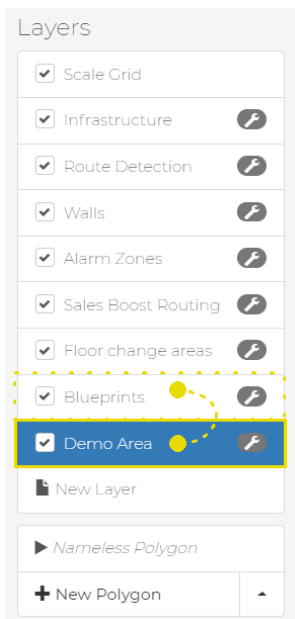 Layers
Scale Grid
Infrastructure
Route Detection
Walls
Alarm Zones
Sales Boost Routing
Floor change areas
Blueprints
Demo Area
New Layer
Nameless Polygon
New Polygon